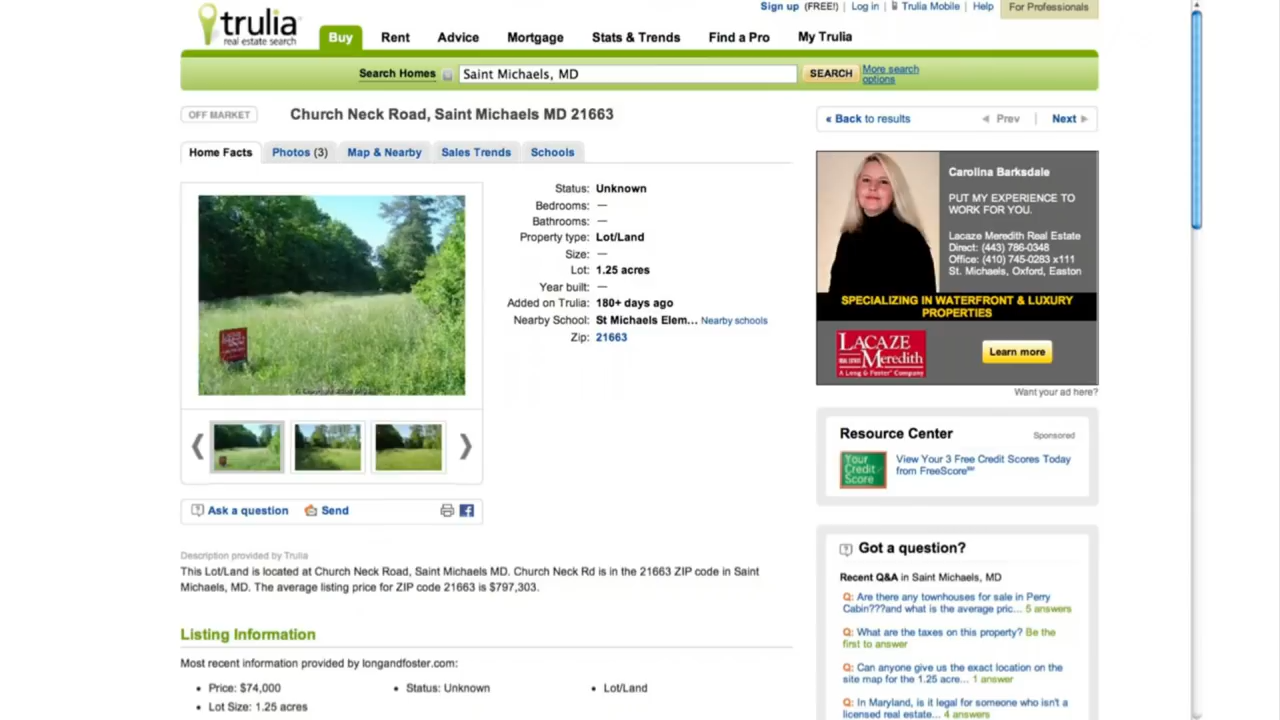 Sign up (FREE!) | Log in | Trulia Mobile | Help
For Professionals
trulia
real estate search
Buy Rent Advice Mortgage Stats & Trends Find a Pro My Trulia
Search Homes Saint Michaels, MD SEARCH More search options
OFF MARKET
Church Neck Road, Saint Michaels MD 21663
« Back to results Prev | Next
Home Facts Photos (3) Map & Nearby Sales Trends Schools
Status: Unknown
Bedrooms: —
Bathrooms: —
Property type: Lot/Land
Size: —
Lot: 1.25 acres
Year built: —
Added on Trulia: 180+ days ago
Nearby School: St Michaels Elem... Nearby schools
Zip: 21663
Carolina Barksdale
PUT MY EXPERIENCE TO
WORK FOR YOU.
Lacaze Meredith Real Estate
Direct: (443) 786-0348
Office: (410) 745-0283 x111
St. Michaels, Oxford, Easton
SPECIALIZING IN WATERFRONT & LUXURY
PROPERTIES
LACAZE
Meredith
A Long & Foster Company
Learn more
Want your ad here?
Ask a question Send
Resource Center Sponsored
Your
Credit
Score
View Your 3 Free Credit Scores Today
from FreeScore℠
Description provided by Trulia
This Lot/Land is located at Church Neck Road, Saint Michaels MD. Church Neck Rd is in the 21663 ZIP code in Saint
Michaels, MD. The average listing price for ZIP code 21663 is $797,303.
Listing Information
Most recent information provided by longandfoster.com:
• Price: $74,000 • Status: Unknown • Lot/Land
• Lot Size: 1.25 acres
Got a question?
Recent Q&A in Saint Michaels, MD
Q: Are there any townhouses for sale in Perry
Cabin???and what is the average pric... 5 answers
Q: What are the taxes on this property? Be the
first to answer
Q: Can anyone give us the exact location on the
site map for the 1.25 acre... 1 answer
Q: In Maryland, is it legal for someone who isn't a
licensed real estate... 4 answers